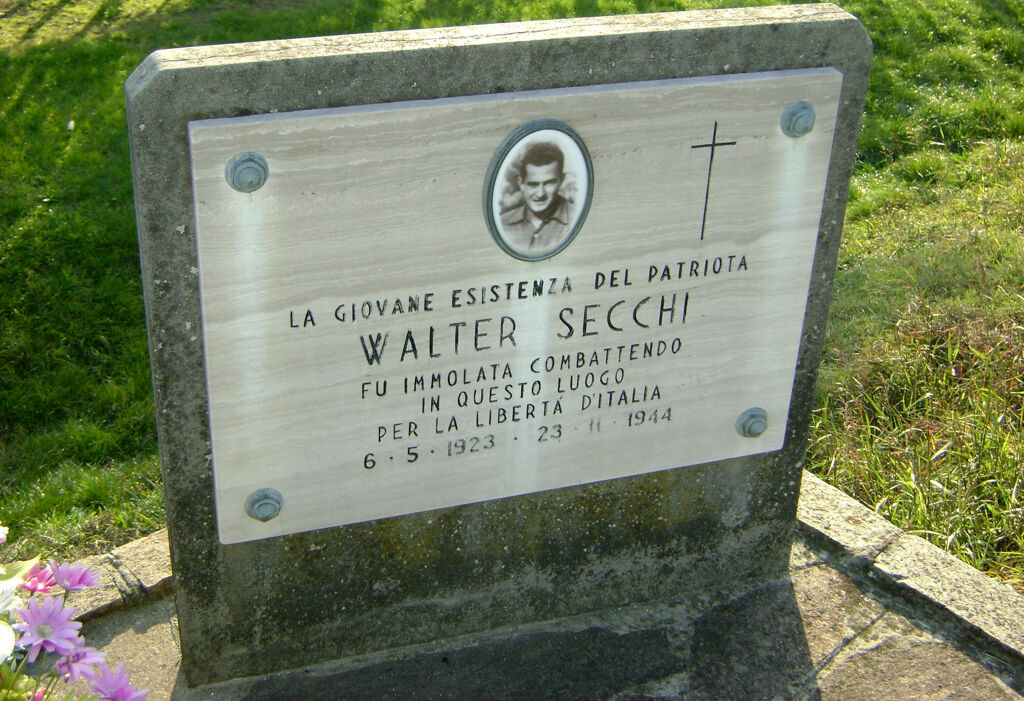 LA GIOVANE ESISTENZA DEL PATRIOTA
WALTER SECCHI
FU IMMOLATA COMBATTENDO
IN QUESTO LUOGO
PER LA LIBERTÁ D'ITALIA
6 · 5 · 1923 · 23 · 11 · 1944